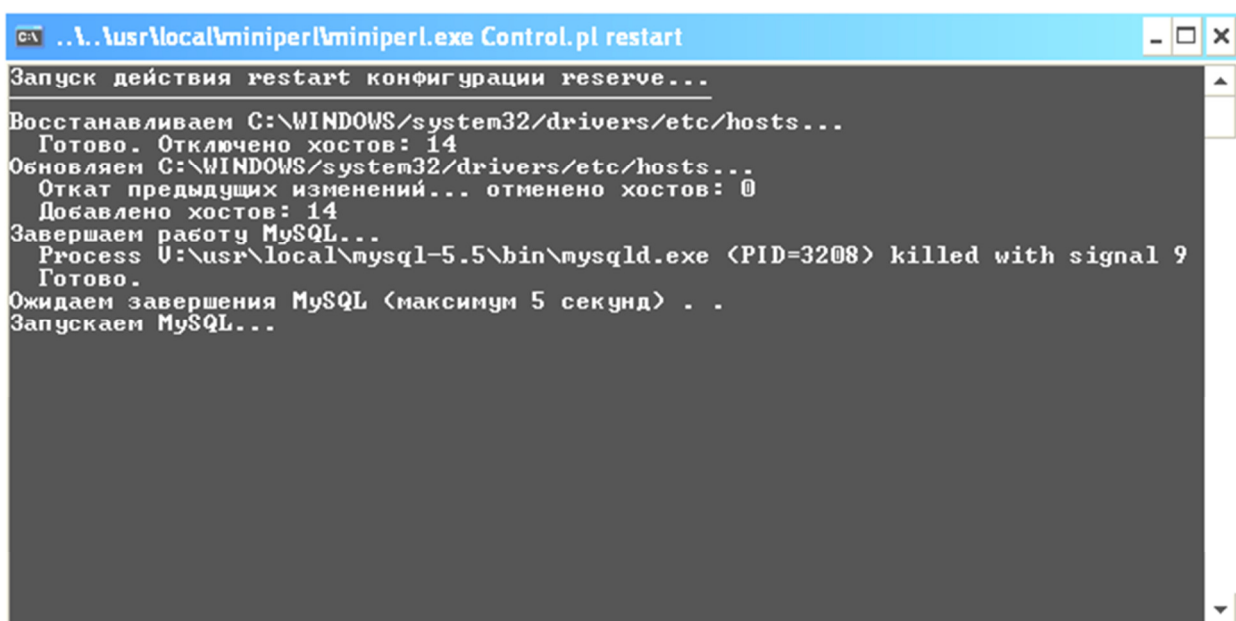 ..\..\usr\local\miniperl\miniperl.exe Control.pl restart
Запуск действия restart конфигурации reserve...
Восстанавливаем C:\WINDOWS/system32/drivers/etc/hosts...
Готово. Отключено хостов: 14
Обновляем C:\WINDOWS/system32/drivers/etc/hosts...
Откат предыдущих изменений... отменено хостов: 0
Добавлено хостов: 14
Завершаем работу MySQL...
Process V:\usr\local\mysql-5.5\bin\mysqld.exe (PID=3208) killed with signal 9
Готово.
Ожидаем завершения MySQL (максимум 5 секунд) . .
Запускаем MySQL...